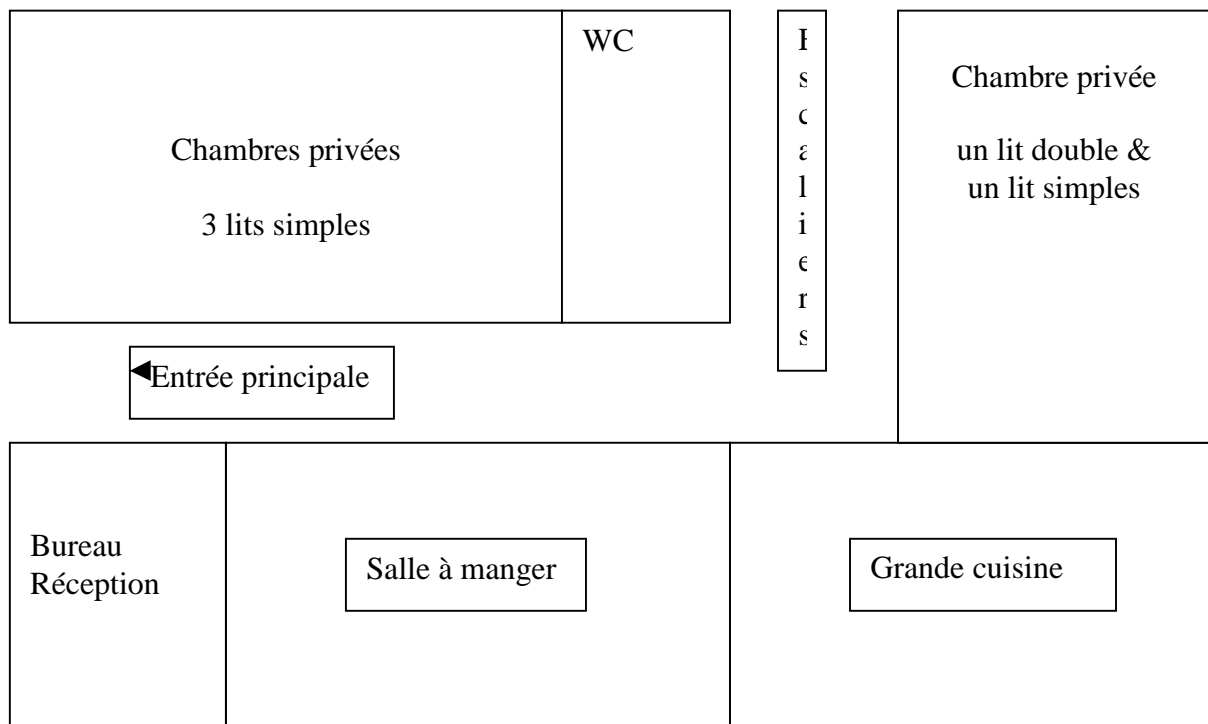 WC
Escaliers
Chambre privée
un lit double &
un lit simples
Chambres privées
3 lits simples
Entrée principale
Bureau
Réception
Salle à manger
Grande cuisine